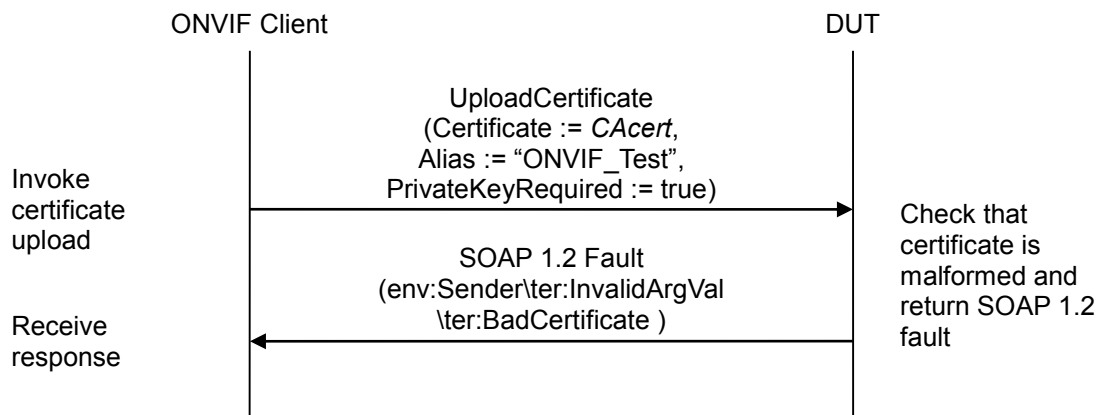 ONVIF Client
DUT
UploadCertificate
(Certificate := CAcert,
Alias := “ONVIF_Test”,
PrivateKeyRequired := true)
Invoke
certificate
upload
Check that
certificate is
malformed and
return SOAP 1.2
fault
SOAP 1.2 Fault
(env:Sender\ter:InvalidArgVal
\ter:BadCertificate )
Receive
response